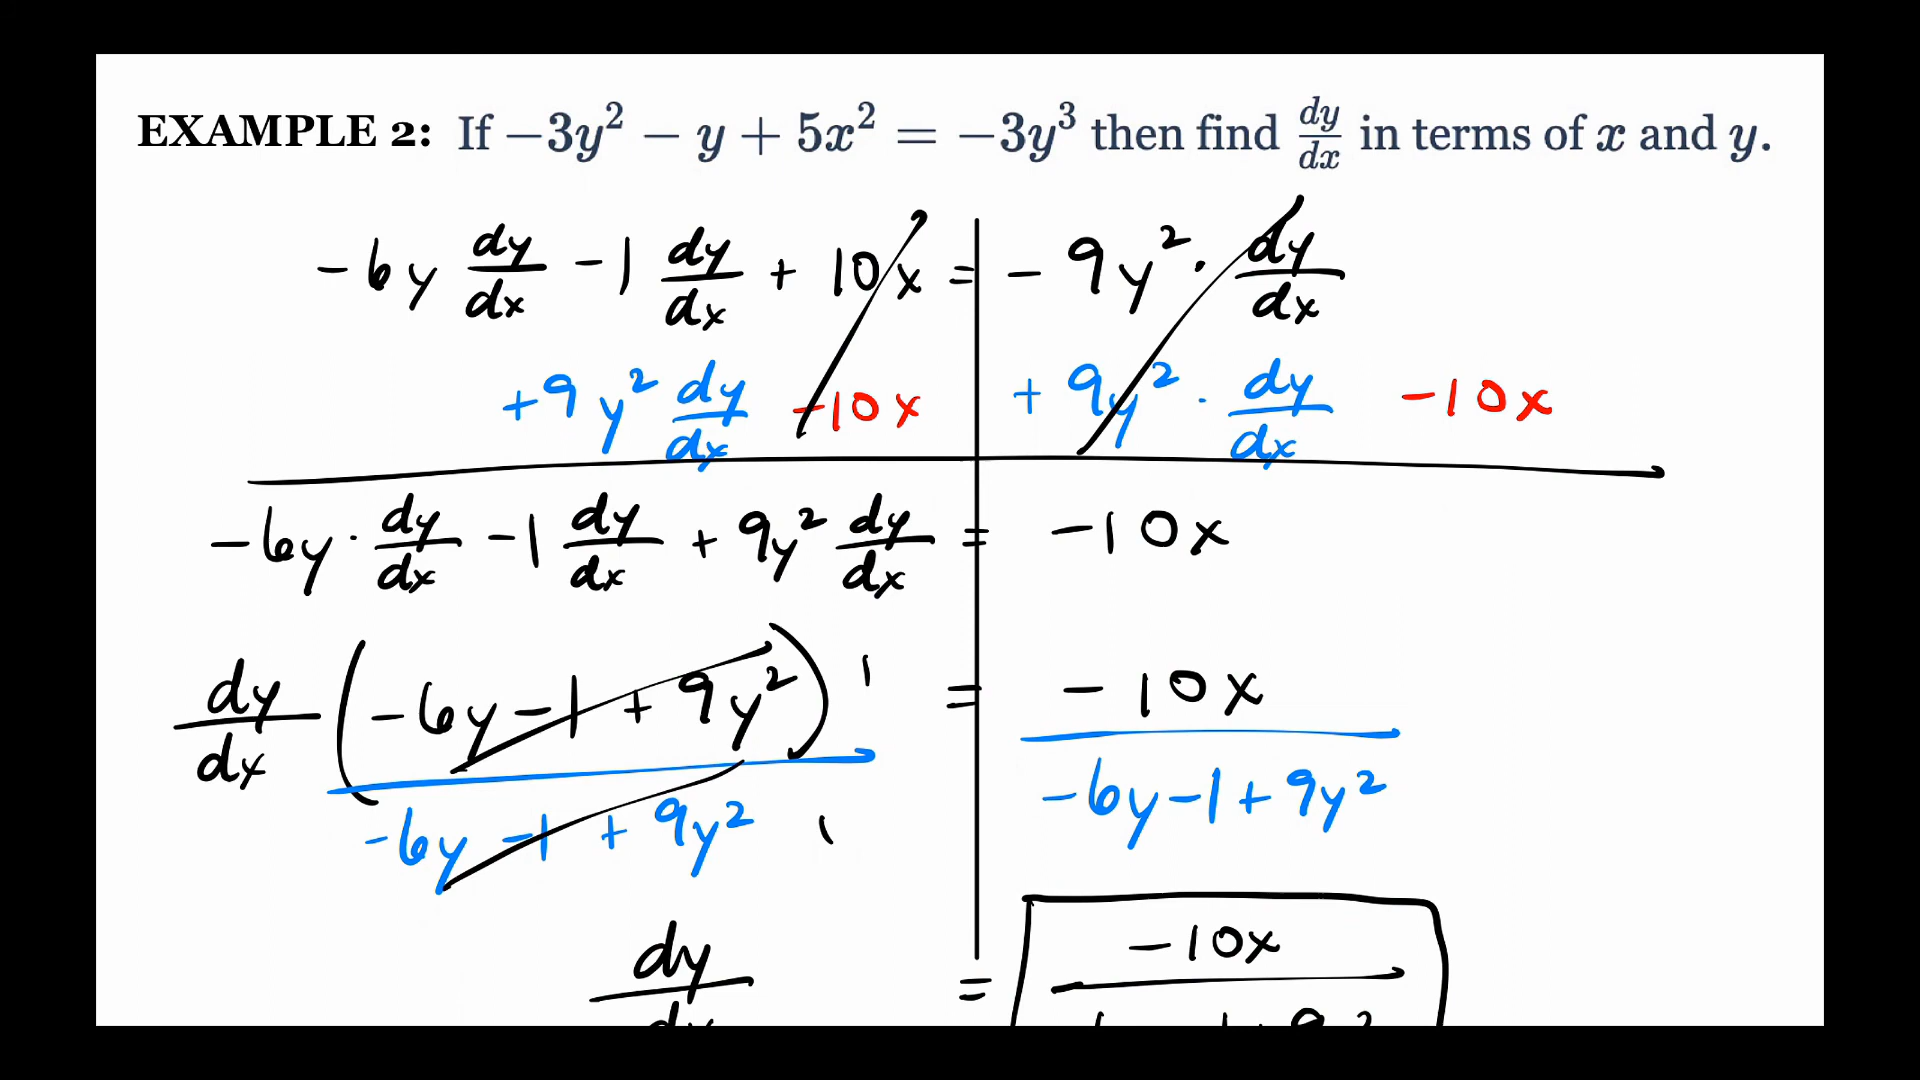 EXAMPLE 2: If −3y² − y + 5x² = −3y³ then find dy/dx in terms of x and y.
-6y dy/dx -1 dy/dx + 10x = -9y² · dy/dx
+9y² dy/dx -10x +9y² · dy/dx -10x
-6y · dy/dx -1 dy/dx + 9y² dy/dx = -10x
dy/dx (-6y -1 + 9y²) 1 = -10x
-6y -1 + 9y² 1 -6y -1 + 9y²
dy/dx = -10x